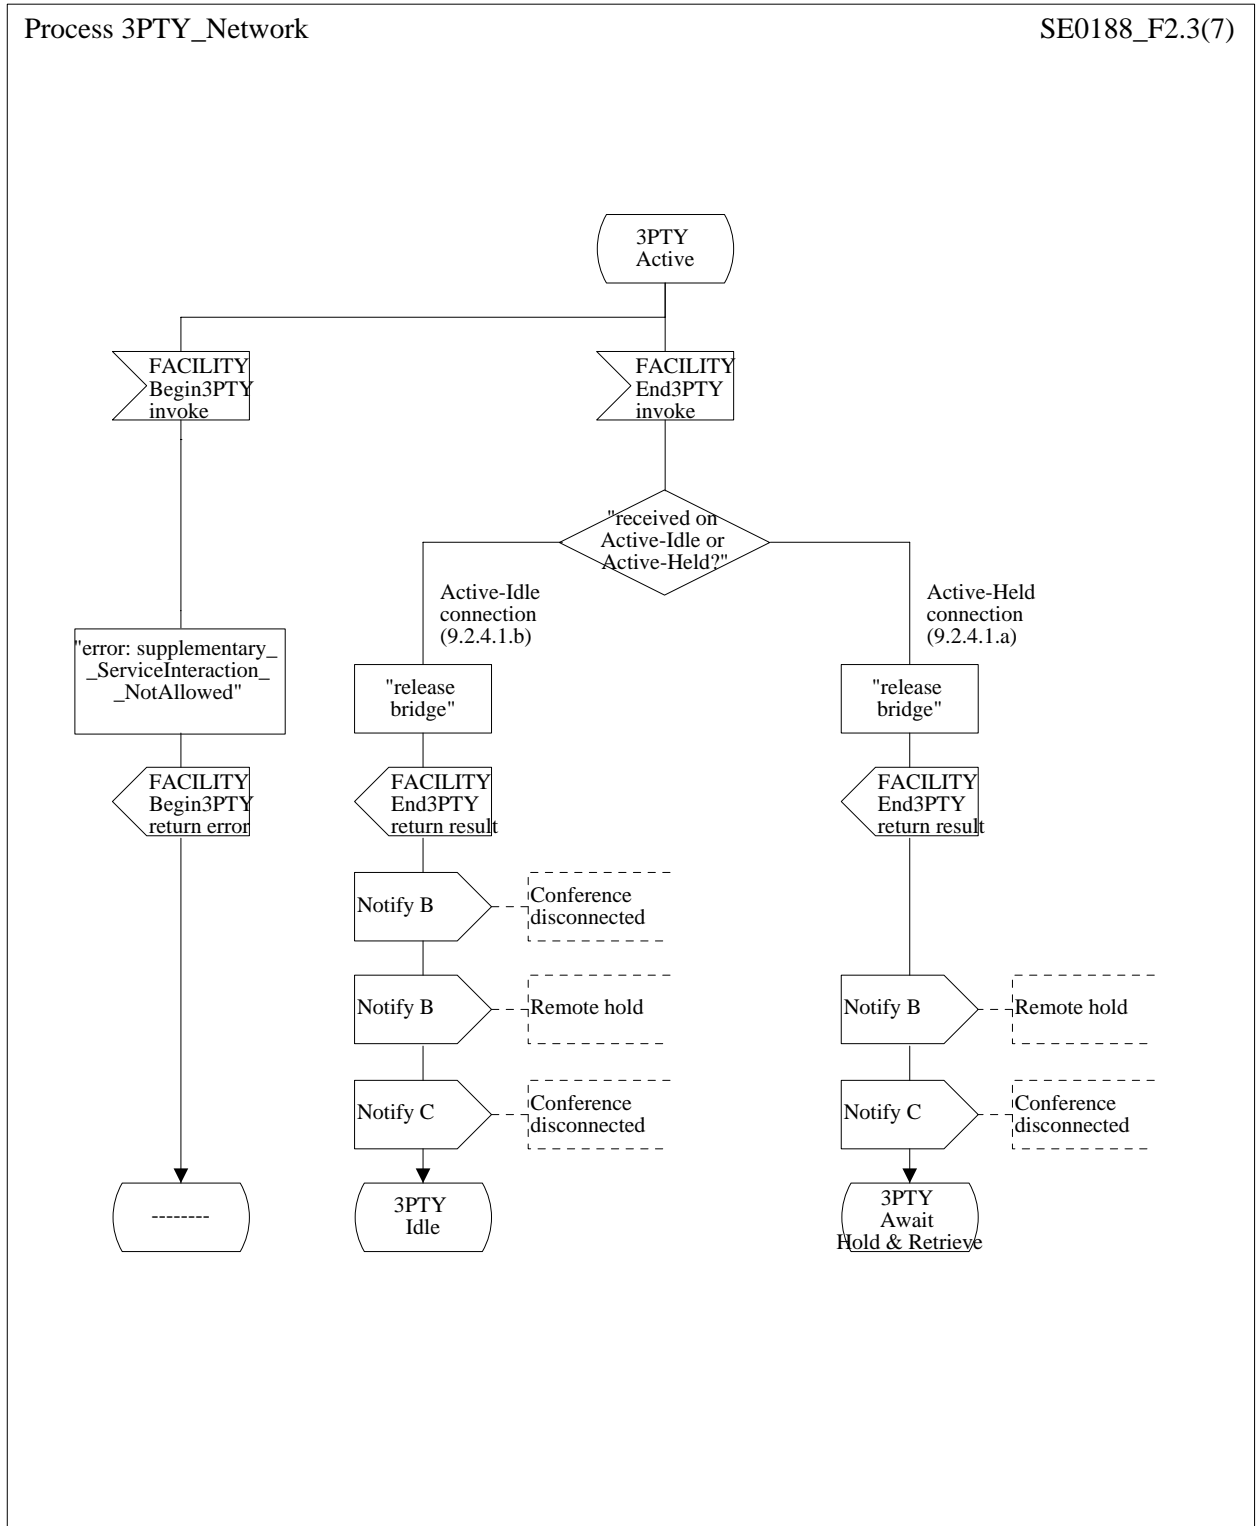 Process 3PTY_Network
SE0188_F2.3(7)
3PTY
Active
FACILITY
Begin3PTY
invoke
FACILITY
End3PTY
invoke
"received on
Active-Idle or
Active-Held?"
Active-Idle
connection
(9.2.4.1.b)
Active-Held
connection
(9.2.4.1.a)
"error: supplementary_
_ServiceInteraction_
_NotAllowed"
"release
bridge"
"release
bridge"
FACILITY
Begin3PTY
return error
FACILITY
End3PTY
return result
FACILITY
End3PTY
return result
Notify B
Conference
disconnected
Notify B
Remote hold
Notify B
Remote hold
Notify C
Conference
disconnected
Notify C
Conference
disconnected
--------
3PTY
Idle
3PTY
Await
Hold & Retrieve